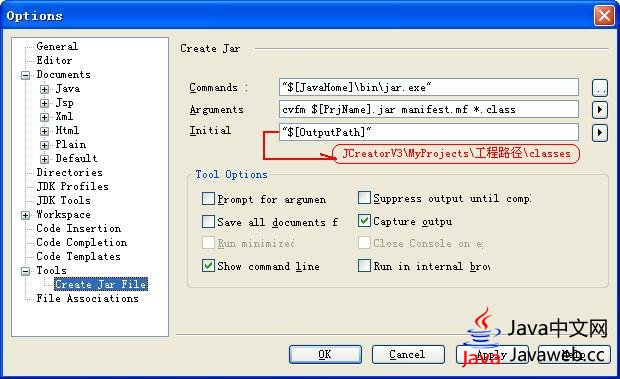 Options
General
Editor
Documents
Java
Jsp
Xml
Html
Plain
Default
Directories
JDK Profiles
JDK Tools
Workspace
Code Insertion
Code Completion
Code Templates
Tools
Create Jar File
File Associations
Create Jar
Commands :
"$[JavaHome]\bin\jar.exe"
..
Arguments
cvfm $[PrjName].jar manifest.mf *.class
Initial
"$[OutputPath]"
JCreatorV3\MyProjects\工程路径\classes
Tool Options
Prompt for argumen
Suppress output until compl
Save all documents f
Capture outpu
Run minimized
Close Console on e
Show command line
Run in internal brow
OK
Cancel
Apply
Help
Java
Java中文网
Javaweb.cc